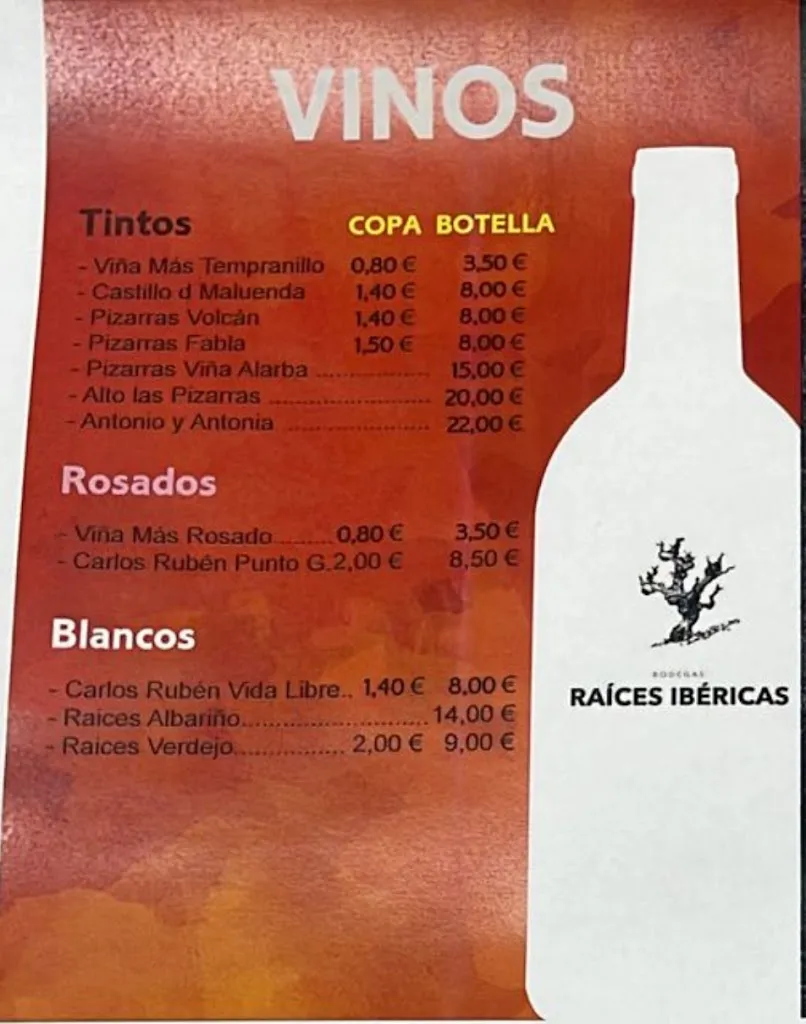 VINOS
Tintos COPA BOTELLA
- Viña Más Tempranillo 0,80 € 3,50 €
- Castillo d Maluenda 1,40 € 8,00 €
- Pizarras Volcán 1,40 € 8,00 €
- Pizarras Fabla 1,50 € 8,00 €
- Pizarras Viña Alarba .................. 15,00 €
- Alto las Pizarras ......................... 20,00 €
- Antonio y Antonia ...................... 22,00 €
Rosados
- Viña Más Rosado.......... 0,80 € 3,50 €
- Carlos Rubén Punto G.2,00 € 8,50 €
Blancos
- Carlos Rubén Vida Libre.. 1,40 € 8,00 €
- Raices Albariño............................. 14,00 €
- Raices Verdejo................ 2,00 € 9,00 €
BODEGAS
RAÍCES IBÉRICAS